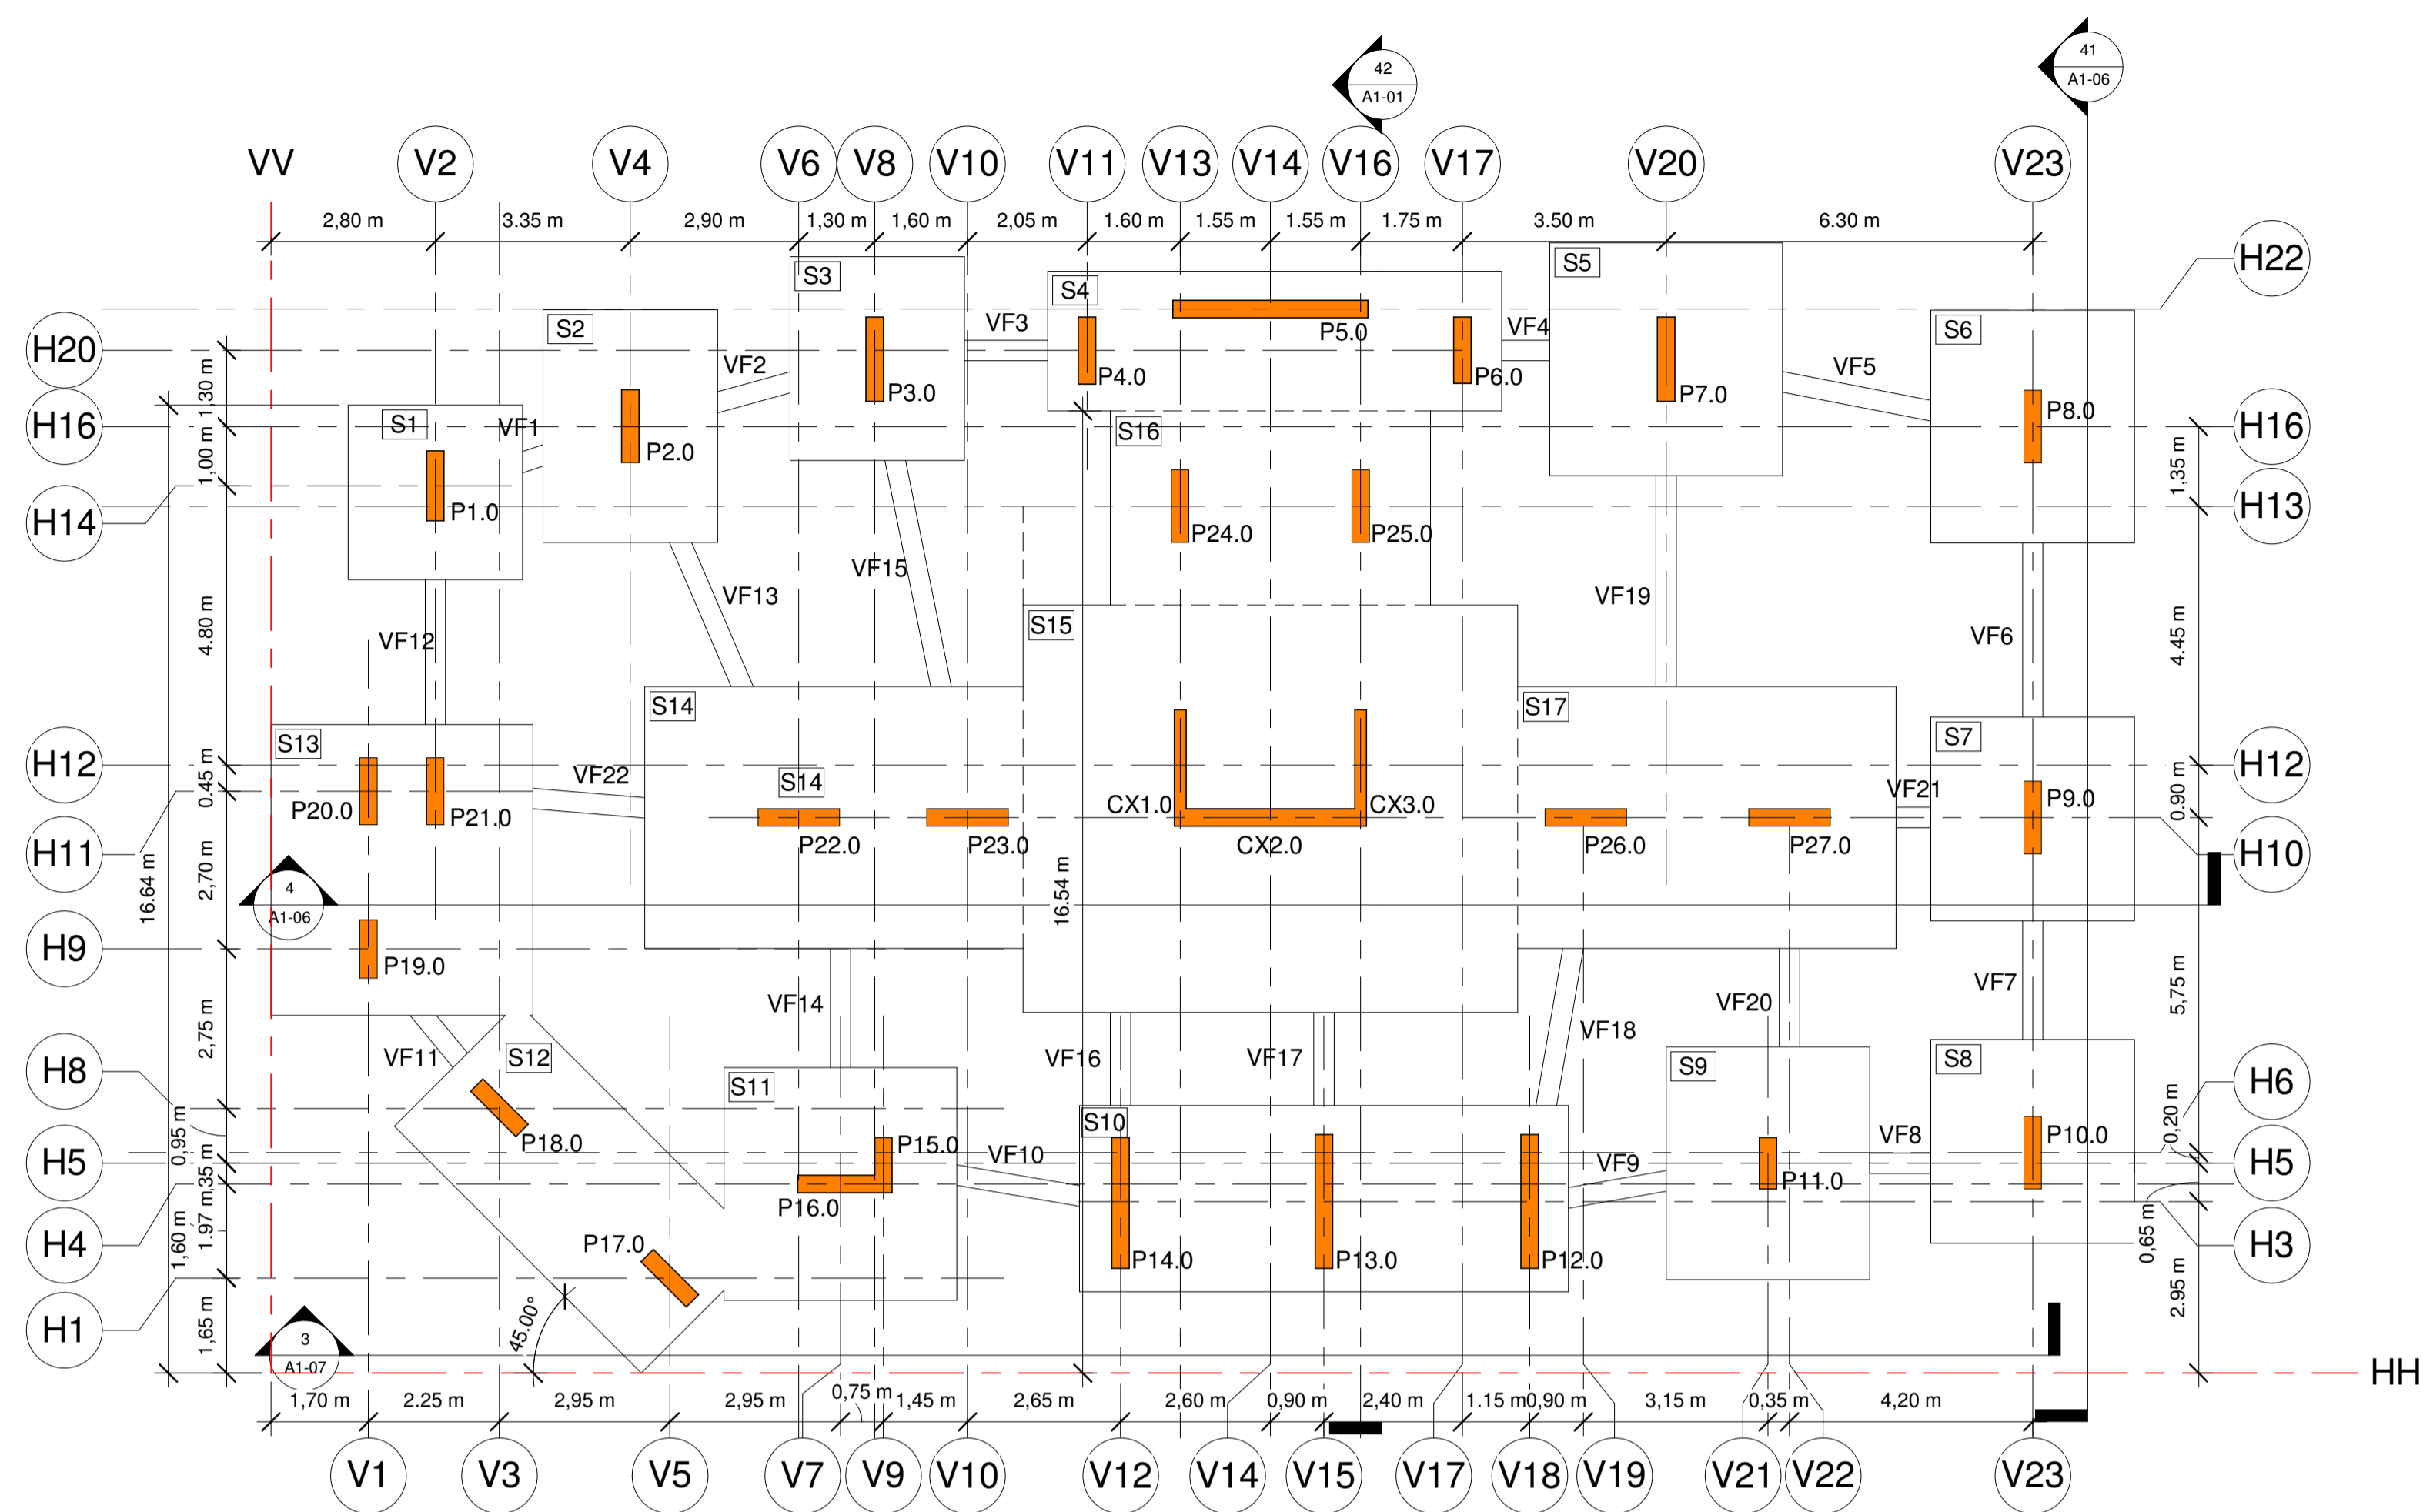 42
A1-01
41
A1-06
VV
V2
V4
V6
V8
V10
V11
V13
V14
V16
V17
V20
V23
2,80 m
3.35 m
2,90 m
1,30 m
1,60 m
2,05 m
1.60 m
1.55 m
1.55 m
1.75 m
3.50 m
6.30 m
H22
H20
H16
H14
H12
H11
H9
H8
H5
H4
H1
H16
H13
H12
H10
H6
H5
H3
HH
1,30 m
1,00 m
4.80 m
0.45 m
2,70 m
16.64 m
2,75 m
0,95 m
35 m
1.97 m
1,60 m
1,65 m
16.54 m
1,35 m
4.45 m
0.90 m
5,75 m
0,20 m
0,65 m
2.95 m
45.00°
S1
S2
S3
S4
S5
S6
S16
S15
S13
S14
S14
S17
S7
S12
S11
S10
S9
S8
VF1
VF2
VF3
VF4
VF5
VF12
VF13
VF15
VF19
VF6
VF22
VF21
VF11
VF14
VF16
VF17
VF18
VF20
VF7
VF10
VF9
VF8
P1.0
P2.0
P3.0
P4.0
P5.0
P6.0
P7.0
P8.0
P24.0
P25.0
P20.0
P21.0
P22.0
P23.0
CX1.0
CX2.0
CX3.0
P26.0
P27.0
P9.0
P19.0
P18.0
P17.0
P16.0
P15.0
P14.0
P13.0
P12.0
P11.0
P10.0
4
A1-06
3
A1-07
1,70 m
2.25 m
2,95 m
2,95 m
0,75 m
1,45 m
2,65 m
2,60 m
0,90 m
2,40 m
1.15 m
0,90 m
3,15 m
0,35 m
4,20 m
V1
V3
V5
V7
V9
V10
V12
V14
V15
V17
V18
V19
V21
V22
V23